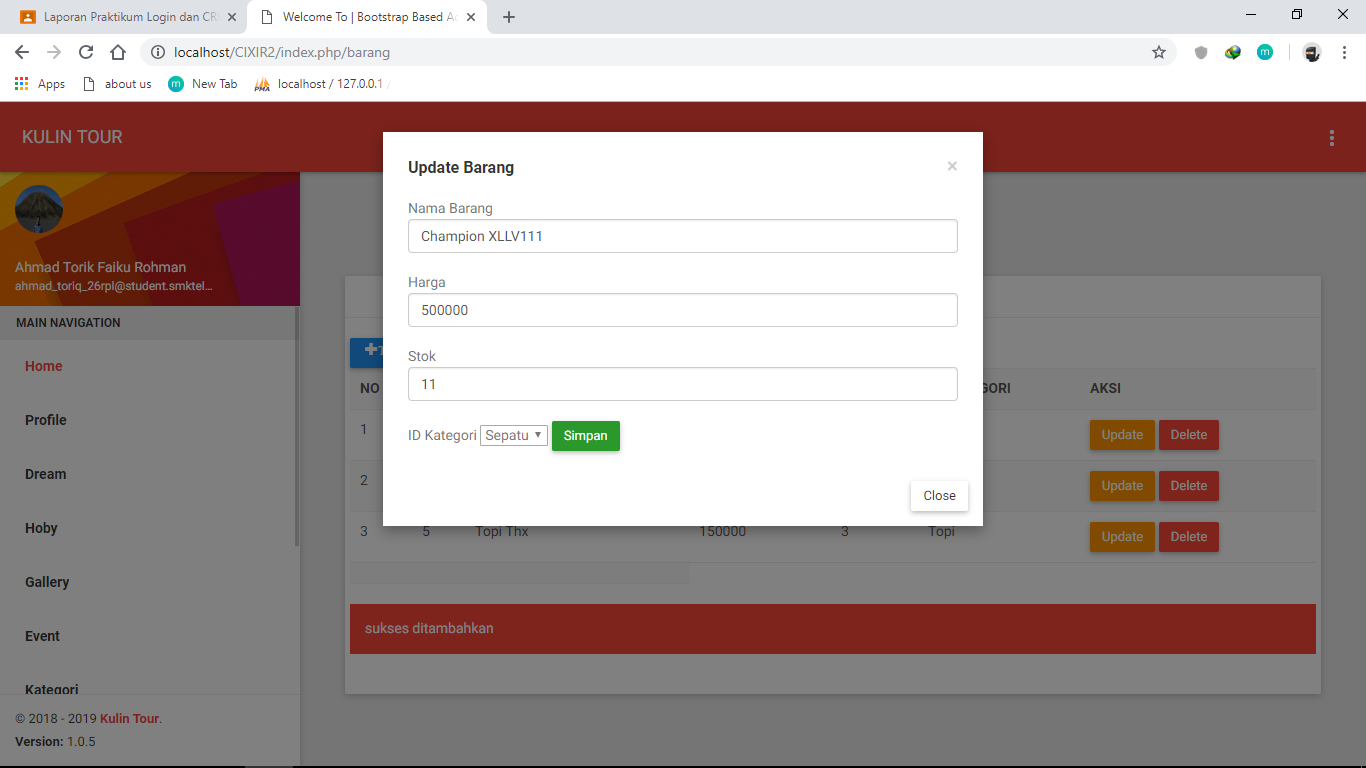 Laporan Praktikum Login dan CR
Welcome To | Bootstrap Based Ad
localhost/CIXIR2/index.php/barang
Apps
about us
m New Tab
PMA localhost / 127.0.0.1 /
KULIN TOUR
Ahmad Torik Faiku Rohman
ahmad_toriq_26rpl@student.smktel...
MAIN NAVIGATION
Home
Profile
Dream
Hoby
Gallery
Event
Kategori
© 2018 - 2019 Kulin Tour.
Version: 1.0.5
Update Barang ×
Nama Barang
Champion XLLV111
Harga
500000
Stok
11
ID Kategori Sepatu Simpan
Close
NO GORI AKSI
1 Update Delete
2 Update Delete
3 5 Topi Thx 150000 3 Topi Update Delete
sukses ditambahkan